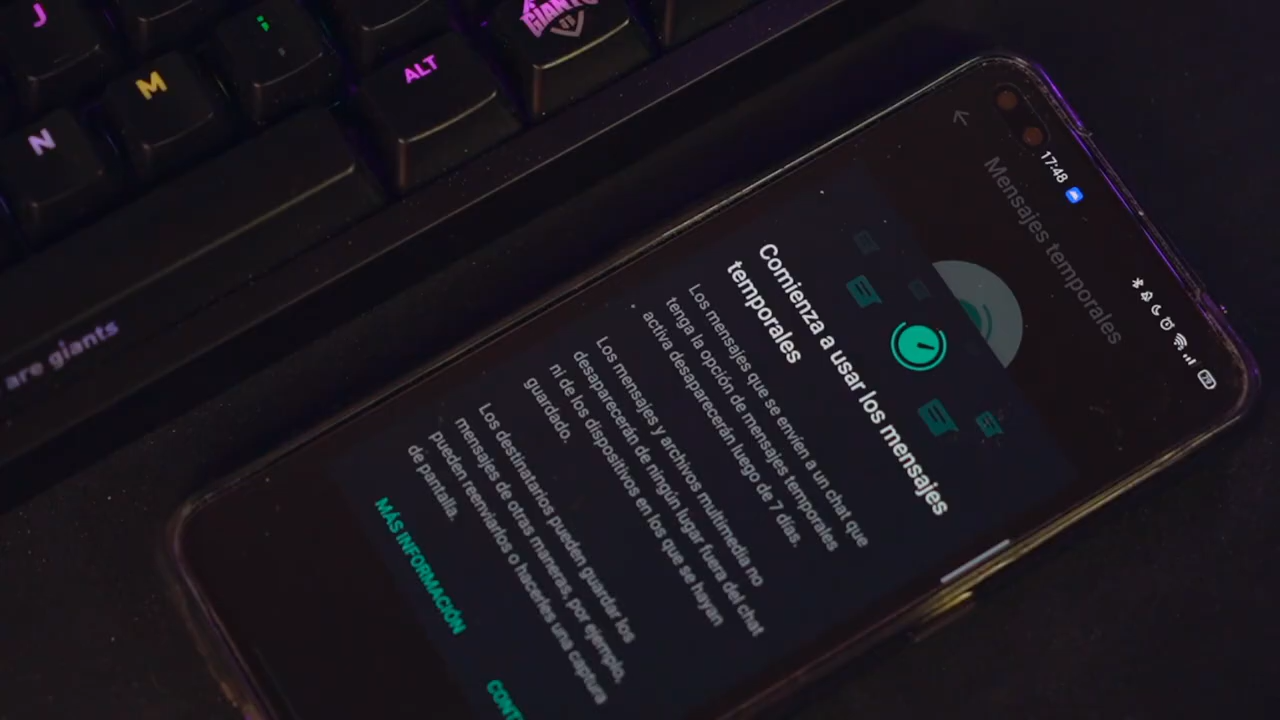 J
M
N
ALT
GIANTS
are giants
17:48
Mensajes temporales
Comienza a usar los mensajes
temporales
Los mensajes que se envíen a un chat que
tenga la opción de mensajes temporales
activa desaparecerán luego de 7 días.
Los mensajes y archivos multimedia no
desaparecerán de ningún lugar fuera del chat
ni de los dispositivos en los que se hayan
guardado.
Los destinatarios pueden guardar los
mensajes de otras maneras, por ejemplo,
pueden reenviarlos o hacerles una captura
de pantalla.
MÁS INFORMACIÓN
CONT